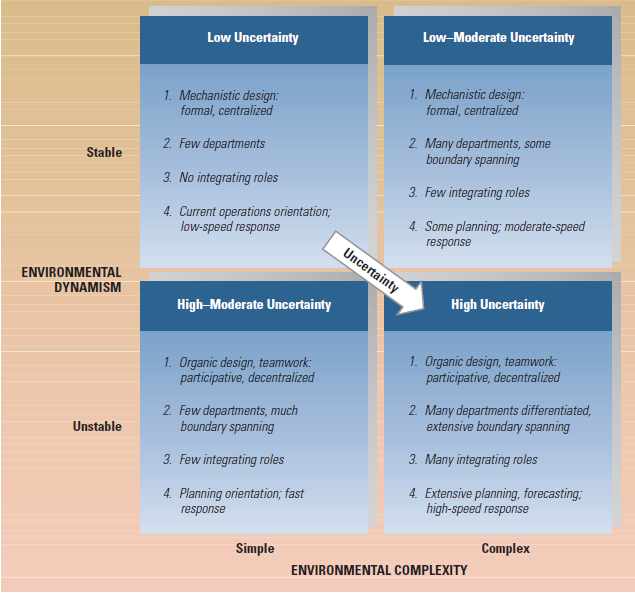 Low Uncertainty
1. Mechanistic design:
formal, centralized
2. Few departments
3. No integrating roles
4. Current operations orientation;
low-speed response
Low–Moderate Uncertainty
1. Mechanistic design:
formal, centralized
2. Many departments, some
boundary spanning
3. Few integrating roles
4. Some planning; moderate-speed
response
Stable
ENVIRONMENTAL
DYNAMISM
Uncertainty
High–Moderate Uncertainty
1. Organic design, teamwork:
participative, decentralized
2. Few departments, much
boundary spanning
3. Few integrating roles
4. Planning orientation; fast
response
High Uncertainty
1. Organic design, teamwork:
participative, decentralized
2. Many departments differentiated,
extensive boundary spanning
3. Many integrating roles
4. Extensive planning, forecasting;
high-speed response
Unstable
Simple
Complex
ENVIRONMENTAL COMPLEXITY